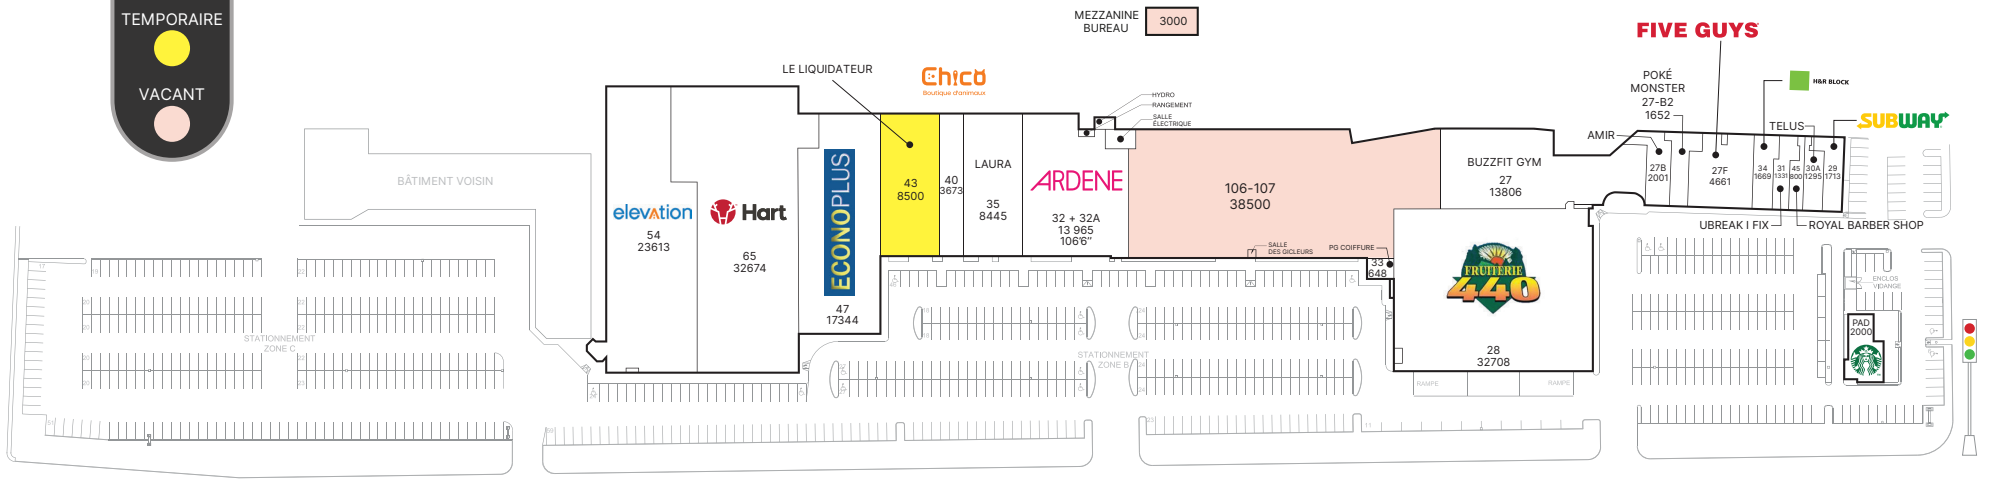 TEMPORAIRE
VACANT
MEZZANINE
BUREAU
3000
LE LIQUIDATEUR
Chico
Boutique d'animaux
HYDRO
RANGEMENT
SALLE
ÉLECTRIQUE
FIVE GUYS
POKÉ
MONSTER
27-B2
1652
H&R BLOCK
SUBWAY
TELUS
AMIR
BÂTIMENT VOISIN
elevation
54
23613
Hart
65
32674
ECONOPLUS
47
17344
43
8500
40
3673
LAURA
35
8445
ARDENE
32 + 32A
13 965
106'6"
106-107
38500
SALLE
DES GICLEURS
PG COIFFURE
33
648
BUZZFIT GYM
27
13806
FRUITERIE
440
28
32708
27B
2001
27F
4661
34
1669
31
1331
45
800
30A
1295
29
1713
UBREAK I FIX
ROYAL BARBER SHOP
ENCLOS
VIDANGE
PAD
2000
STATIONNEMENT
ZONE C
STATIONNEMENT
ZONE B
RAMPE
RAMPE